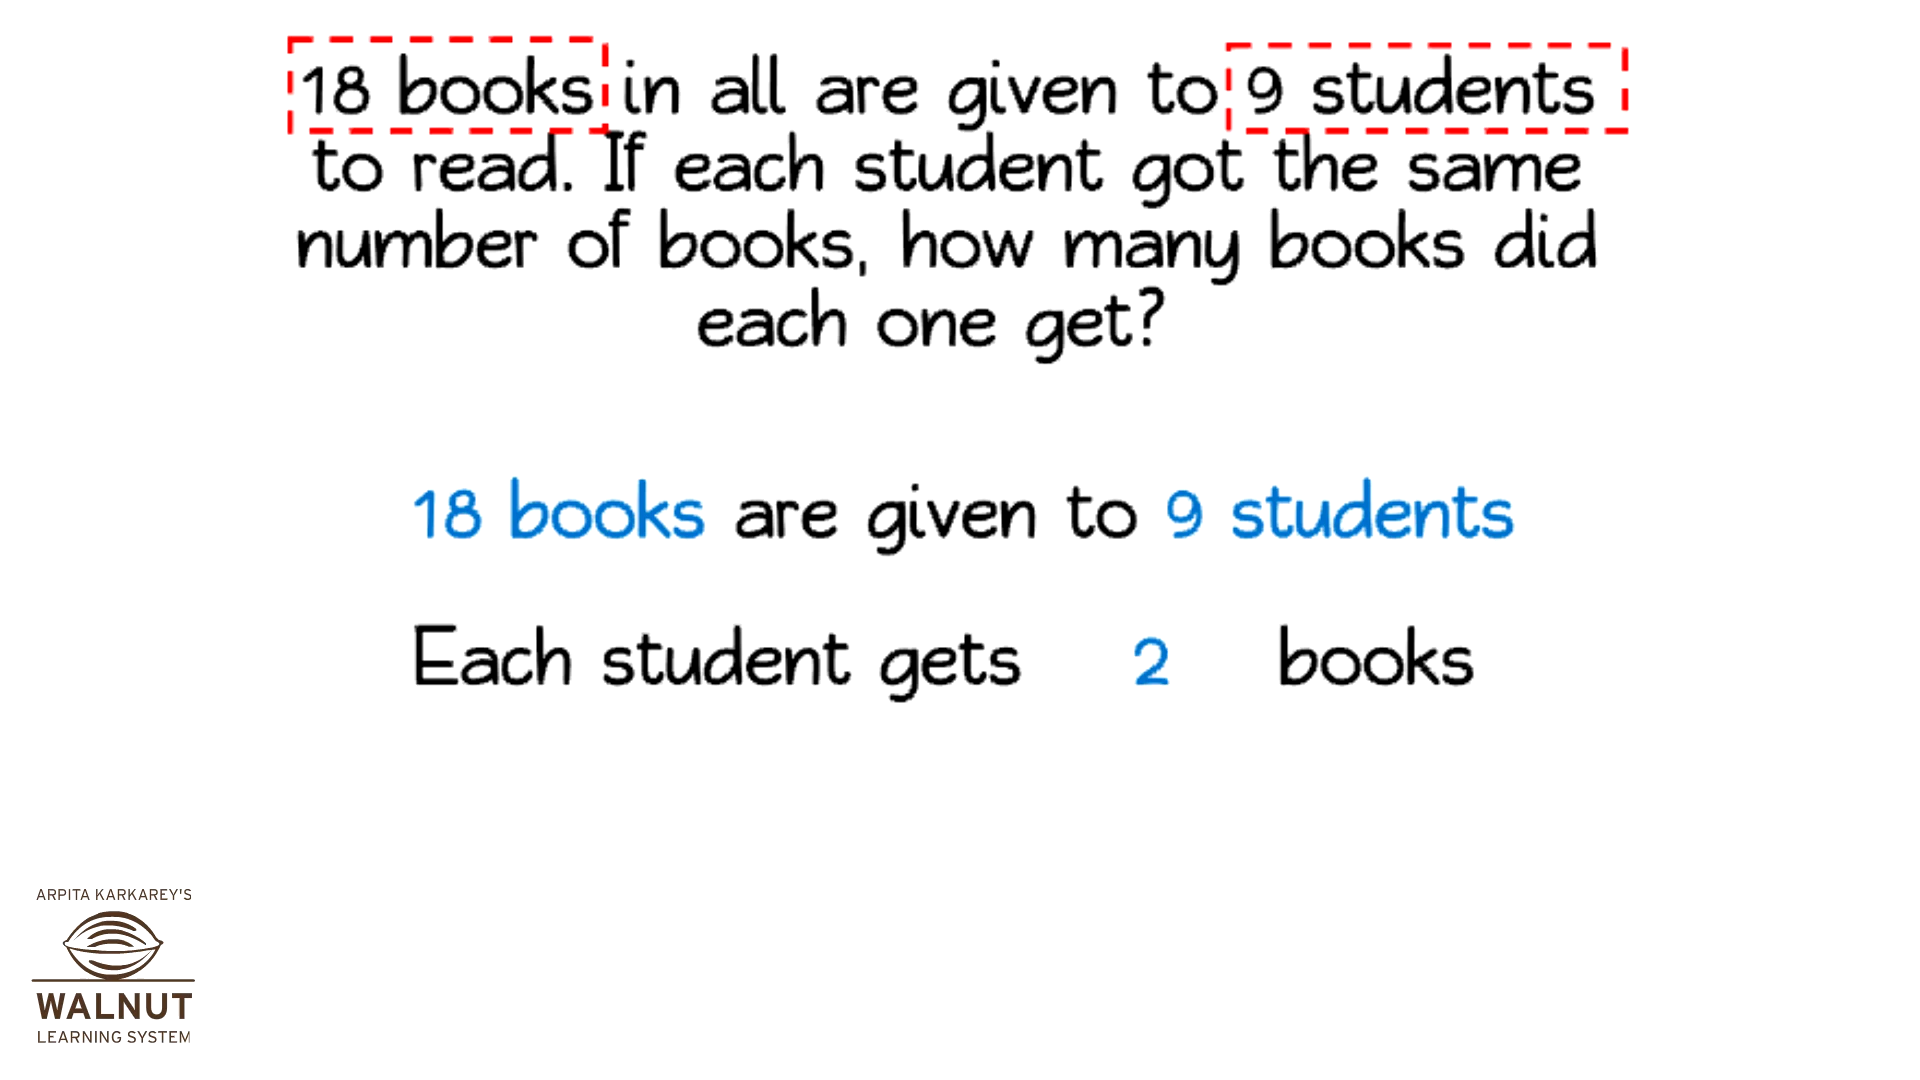 18 books in all are given to 9 students
to read. If each student got the same
number of books, how many books did
each one get?
18 books are given to 9 students
Each student gets 2 books
ARPITA KARKAREY'S
WALNUT
LEARNING SYSTEM